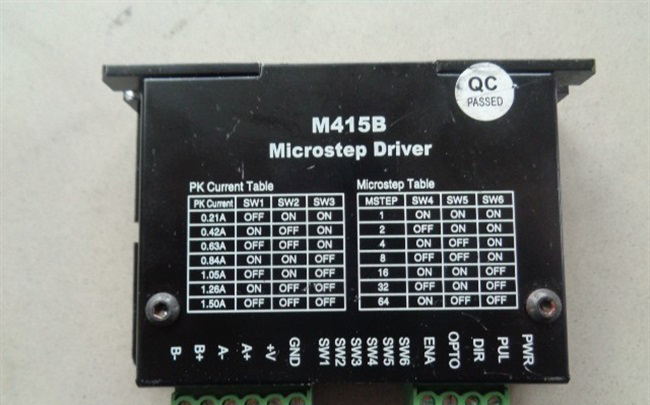 QC
PASSED
M415B
Microstep Driver
PK Current Table
PK Current SW1 SW2 SW3
0.21A OFF ON ON
0.42A ON OFF ON
0.63A OFF OFF ON
0.84A ON ON OFF
1.05A OFF ON OFF
1.26A ON OFF OFF
1.50A OFF OFF OFF
Microstep Table
MSTEP SW4 SW5 SW6
1 ON ON ON
2 OFF ON ON
4 ON OFF ON
8 OFF OFF ON
16 ON ON OFF
32 OFF ON OFF
64 ON OFF OFF
B-
B+
A-
A+
+V
GND
SW1
SW2
SW3
SW4
SW5
SW6
ENA
OPTO
DIR
PUL
PWR